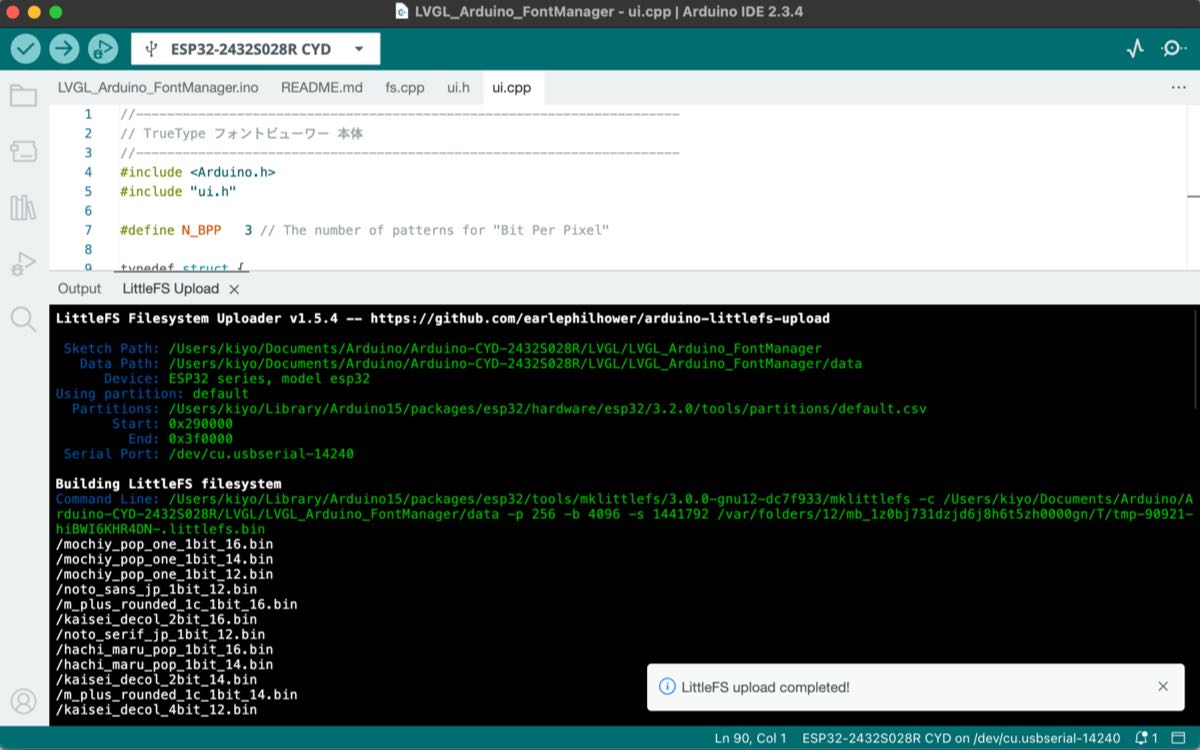 LVGL_Arduino_FontManager - ui.cpp | Arduino IDE 2.3.4
ESP32-2432S028R CYD
LVGL_Arduino_FontManager.ino README.md fs.cpp ui.h ui.cpp
1 //----------------------------------------------------------------------
2 // TrueType フォントビューワー 本体
3 //----------------------------------------------------------------------
4 #include <Arduino.h>
5 #include "ui.h"
6
7 #define N_BPP 3 // The number of patterns for "Bit Per Pixel"
8
9 typedef struct {
Output LittleFS Upload
LittleFS Filesystem Uploader v1.5.4 -- https://github.com/earlephilhower/arduino-littlefs-upload
Sketch Path: /Users/kiyo/Documents/Arduino/Arduino-CYD-2432S028R/LVGL/LVGL_Arduino_FontManager
Data Path: /Users/kiyo/Documents/Arduino/Arduino-CYD-2432S028R/LVGL/LVGL_Arduino_FontManager/data
Device: ESP32 series, model esp32
Using partition: default
Partitions: /Users/kiyo/Library/Arduino15/packages/esp32/hardware/esp32/3.2.0/tools/partitions/default.csv
Start: 0x290000
End: 0x3f0000
Serial Port: /dev/cu.usbserial-14240
Building LittleFS filesystem
Command Line: /Users/kiyo/Library/Arduino15/packages/esp32/tools/mklittlefs/3.0.0-gnu12-dc7f933/mklittlefs -c /Users/kiyo/Documents/Arduino/A
rduino-CYD-2432S028R/LVGL/LVGL_Arduino_FontManager/data -p 256 -b 4096 -s 1441792 /var/folders/12/mb_1z0bj731dzjd6j8h6t5zh0000gn/T/tmp-90921-
hiBWI6KHR4DN-.littlefs.bin
/mochiy_pop_one_1bit_16.bin
/mochiy_pop_one_1bit_14.bin
/mochiy_pop_one_1bit_12.bin
/noto_sans_jp_1bit_12.bin
/m_plus_rounded_1c_1bit_16.bin
/kaisei_decol_2bit_16.bin
/noto_serif_jp_1bit_12.bin
/hachi_maru_pop_1bit_16.bin
/hachi_maru_pop_1bit_14.bin
/kaisei_decol_2bit_14.bin
/m_plus_rounded_1c_1bit_14.bin
/kaisei_decol_4bit_12.bin
LittleFS upload completed!
Ln 90, Col 1 ESP32-2432S028R CYD on /dev/cu.usbserial-14240 1